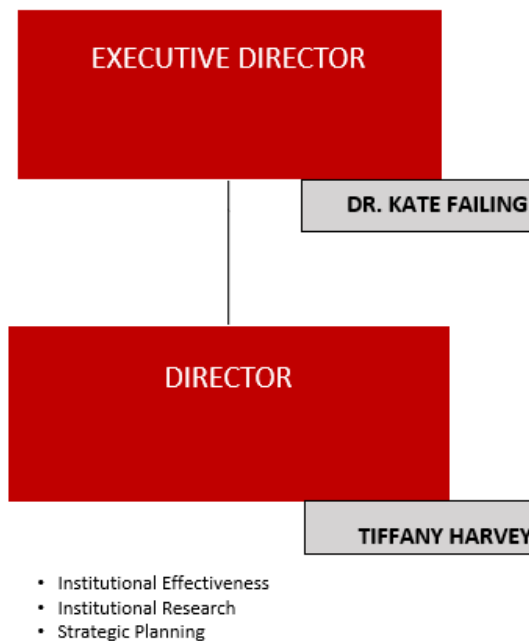 EXECUTIVE DIRECTOR
DR. KATE FAILING
DIRECTOR
TIFFANY HARVEY
• Institutional Effectiveness
• Institutional Research
• Strategic Planning